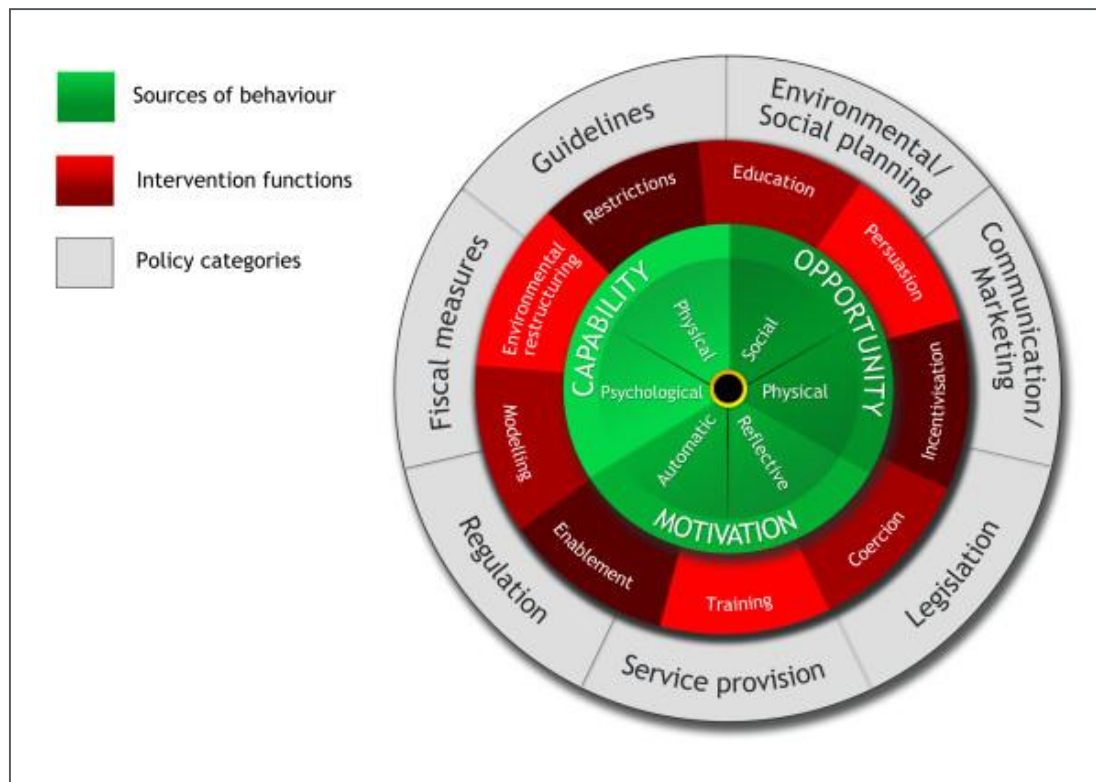 Sources of behaviour
Intervention functions
Policy categories
Guidelines
Environmental/
Social planning
Communication/
Marketing
Legislation
Service provision
Regulation
Fiscal measures
Restrictions
Education
Persuasion
Incentivisation
Coercion
Training
Enablement
Modelling
Environmental
restructuring
CAPABILITY
OPPORTUNITY
MOTIVATION
Physical
Social
Psychological
Physical
Automatic
Reflective